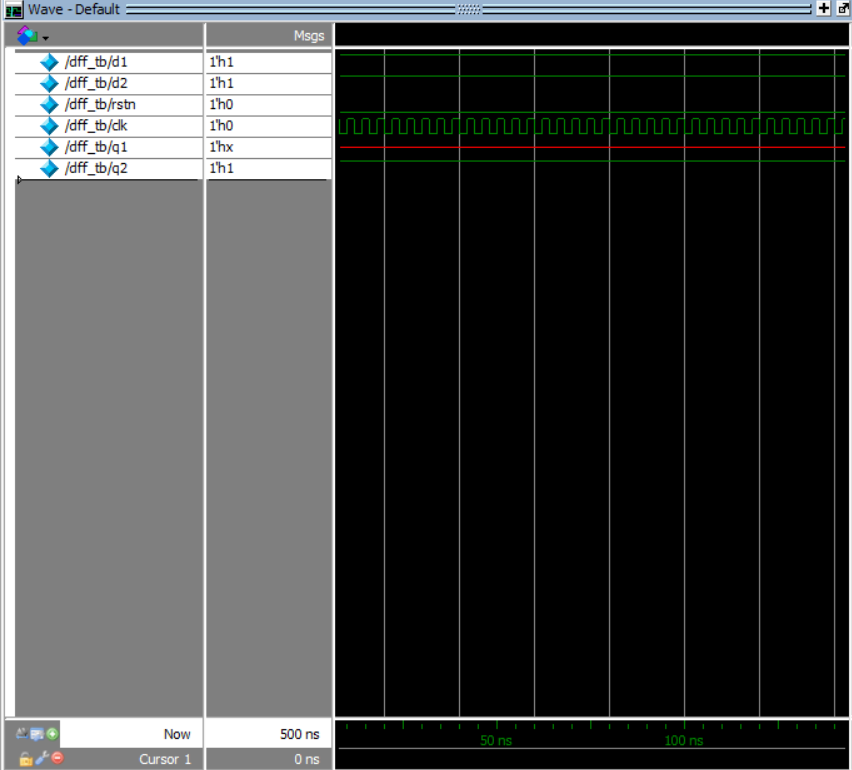 Wave - Default
Msgs
/dff_tb/d1 1'h1
/dff_tb/d2 1'h1
/dff_tb/rstn 1'h0
/dff_tb/clk 1'h0
/dff_tb/q1 1'hx
/dff_tb/q2 1'h1
Now 500 ns
50 ns 100 ns
Cursor 1 0 ns